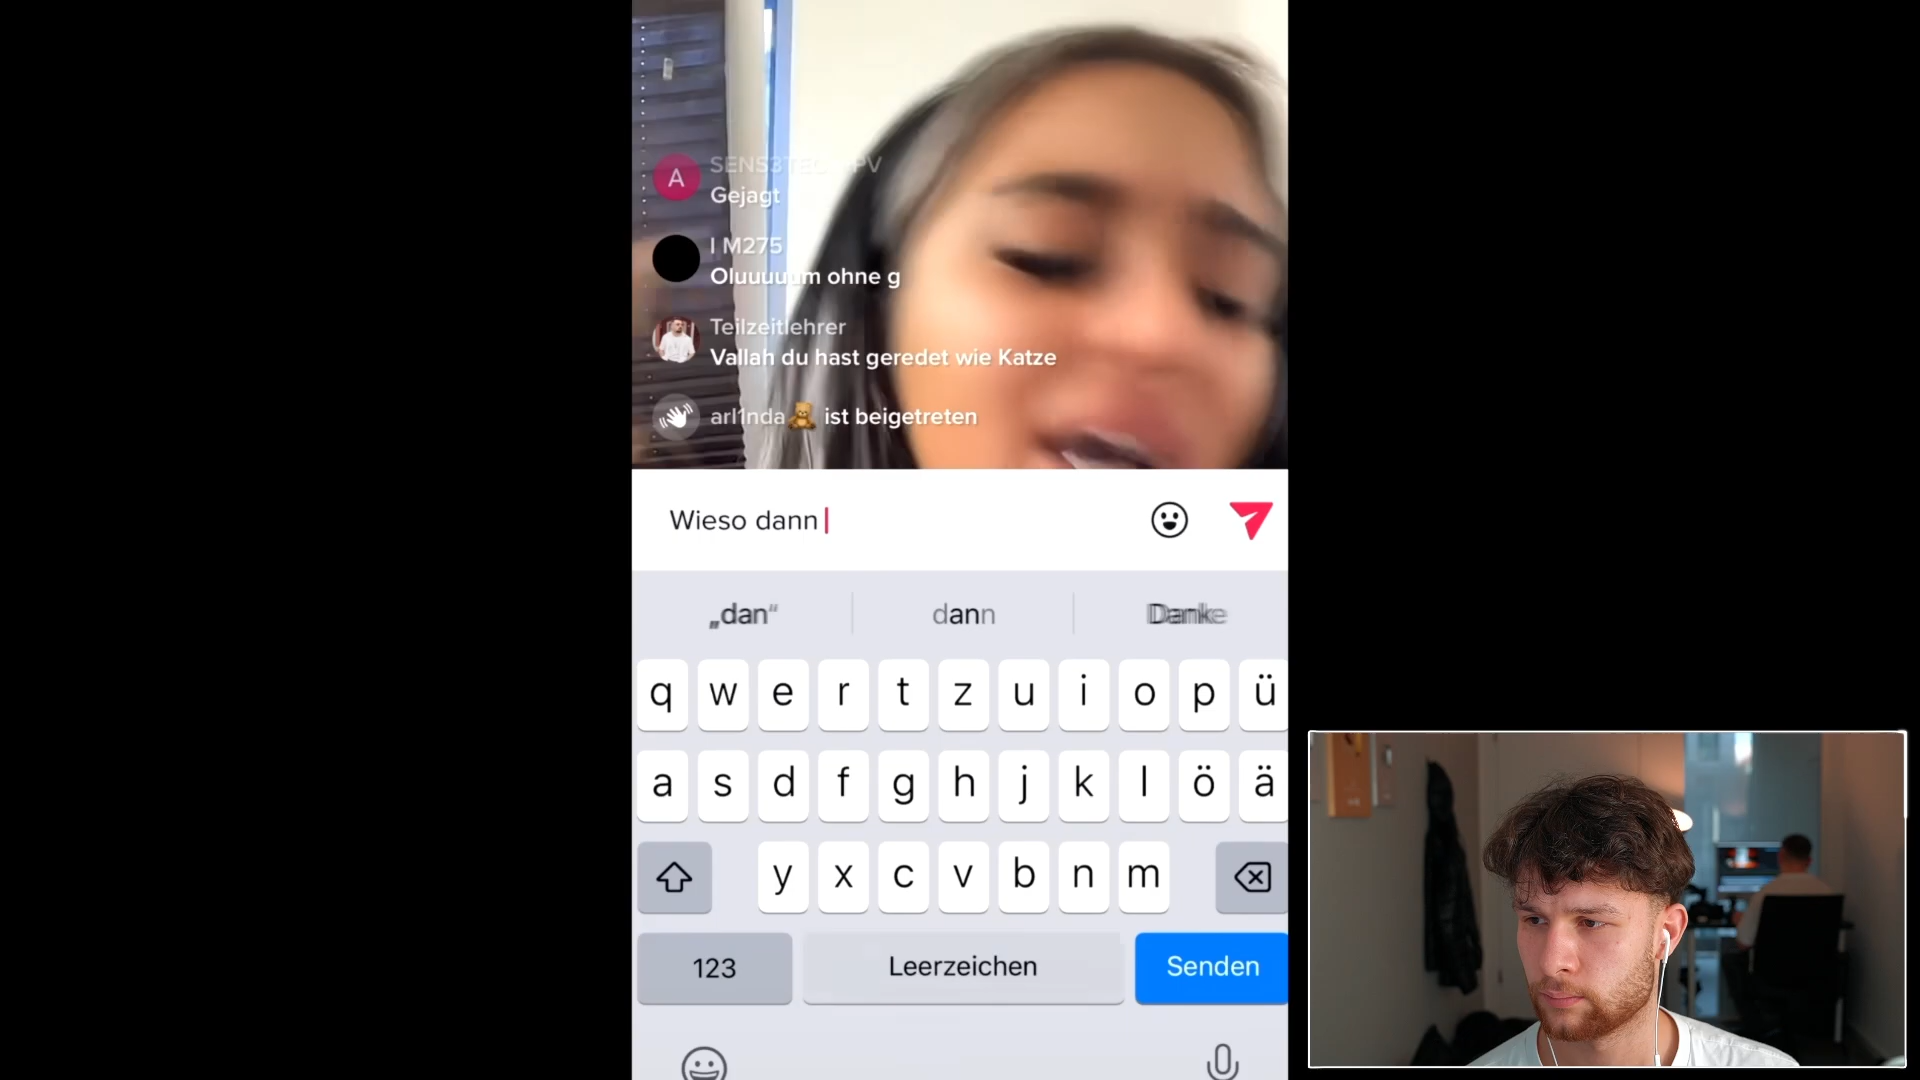 A
Gejagt
I M275
Oluuuuum ohne g
Teilzeitlehrer
Vallah du hast geredet wie Katze
arl1nda🧸 ist beigetreten
Wieso dann
„dan“ dann Danke
q w e r t z u i o p ü
a s d f g h j k l ö ä
y x c v b n m
123 Leerzeichen Senden